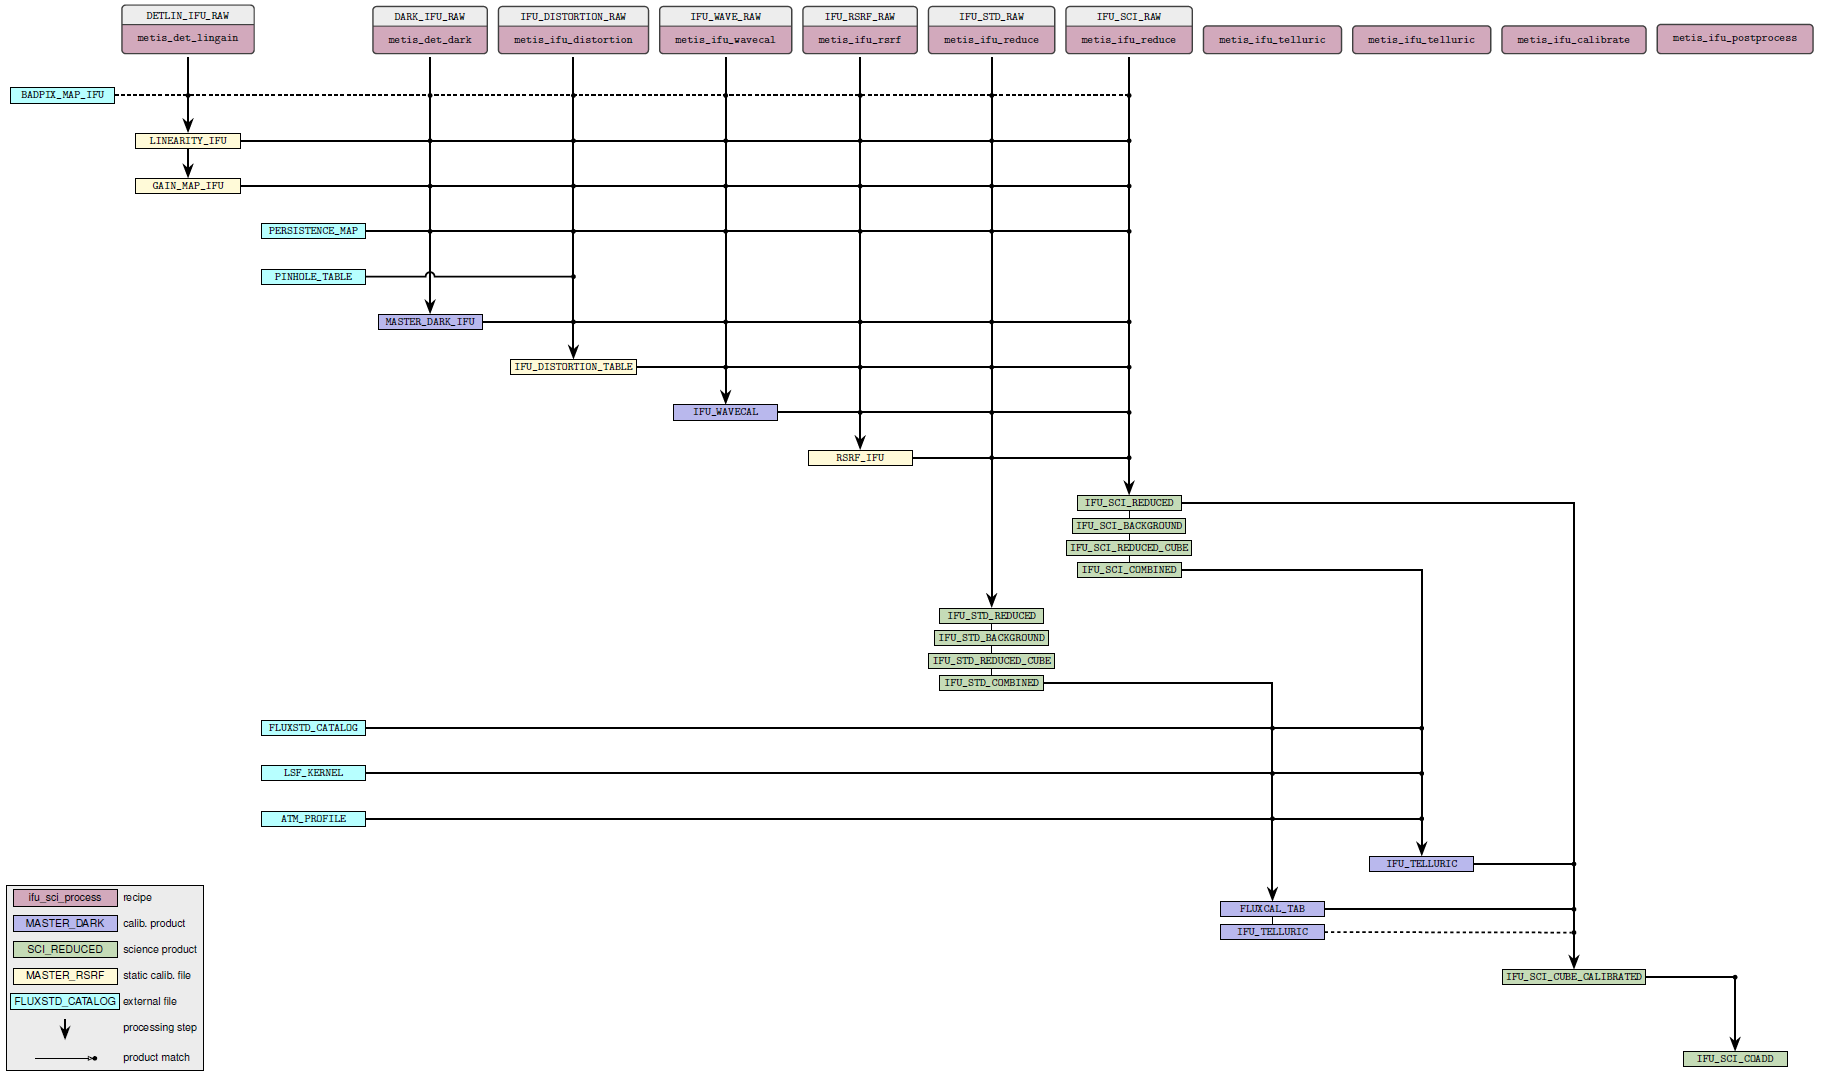 DETLIN_IFU_RAW
metis_det_lingain
DARK_IFU_RAW
metis_det_dark
IFU_DISTORTION_RAW
metis_ifu_distortion
IFU_WAVE_RAW
metis_ifu_wavecal
IFU_RSRF_RAW
metis_ifu_rsrf
IFU_STD_RAW
metis_ifu_reduce
IFU_SCI_RAW
metis_ifu_reduce
metis_ifu_telluric
metis_ifu_telluric
metis_ifu_calibrate
metis_ifu_postprocess
BADPIX_MAP_IFU
LINEARITY_IFU
GAIN_MAP_IFU
PERSISTENCE_MAP
PINHOLE_TABLE
MASTER_DARK_IFU
IFU_DISTORTION_TABLE
IFU_WAVECAL
RSRF_IFU
IFU_SCI_REDUCED
IFU_SCI_BACKGROUND
IFU_SCI_REDUCED_CUBE
IFU_SCI_COMBINED
IFU_STD_REDUCED
IFU_STD_BACKGROUND
IFU_STD_REDUCED_CUBE
IFU_STD_COMBINED
FLUXSTD_CATALOG
LSF_KERNEL
ATM_PROFILE
IFU_TELLURIC
FLUXCAL_TAB
IFU_TELLURIC
IFU_SCI_CUBE_CALIBRATED
IFU_SCI_COADD
ifu_sci_process recipe
MASTER_DARK calib. product
SCI_REDUCED science product
MASTER_RSRF static calib. file
FLUXSTD_CATALOG external file
processing step
product match